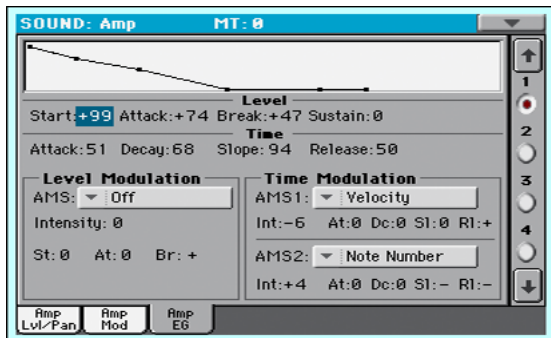 SOUND: Amp MT: 0
Level
Start:+99 Attack:+74 Break:+47 Sustain:0
Time
Attack:51 Decay:68 Slope:94 Release:50
Level Modulation
AMS: Off
Intensity: 0
St:0 At:0 Br: +
Time Modulation
AMS1: Velocity
Int:-6 At:0 Dc:0 Sl:0 Rl:+
AMS2: Note Number
Int:+4 At:0 Dc:0 Sl:- Rl:-
1
2
3
4
Amp Lvl/Pan
Amp Mod
Amp EG